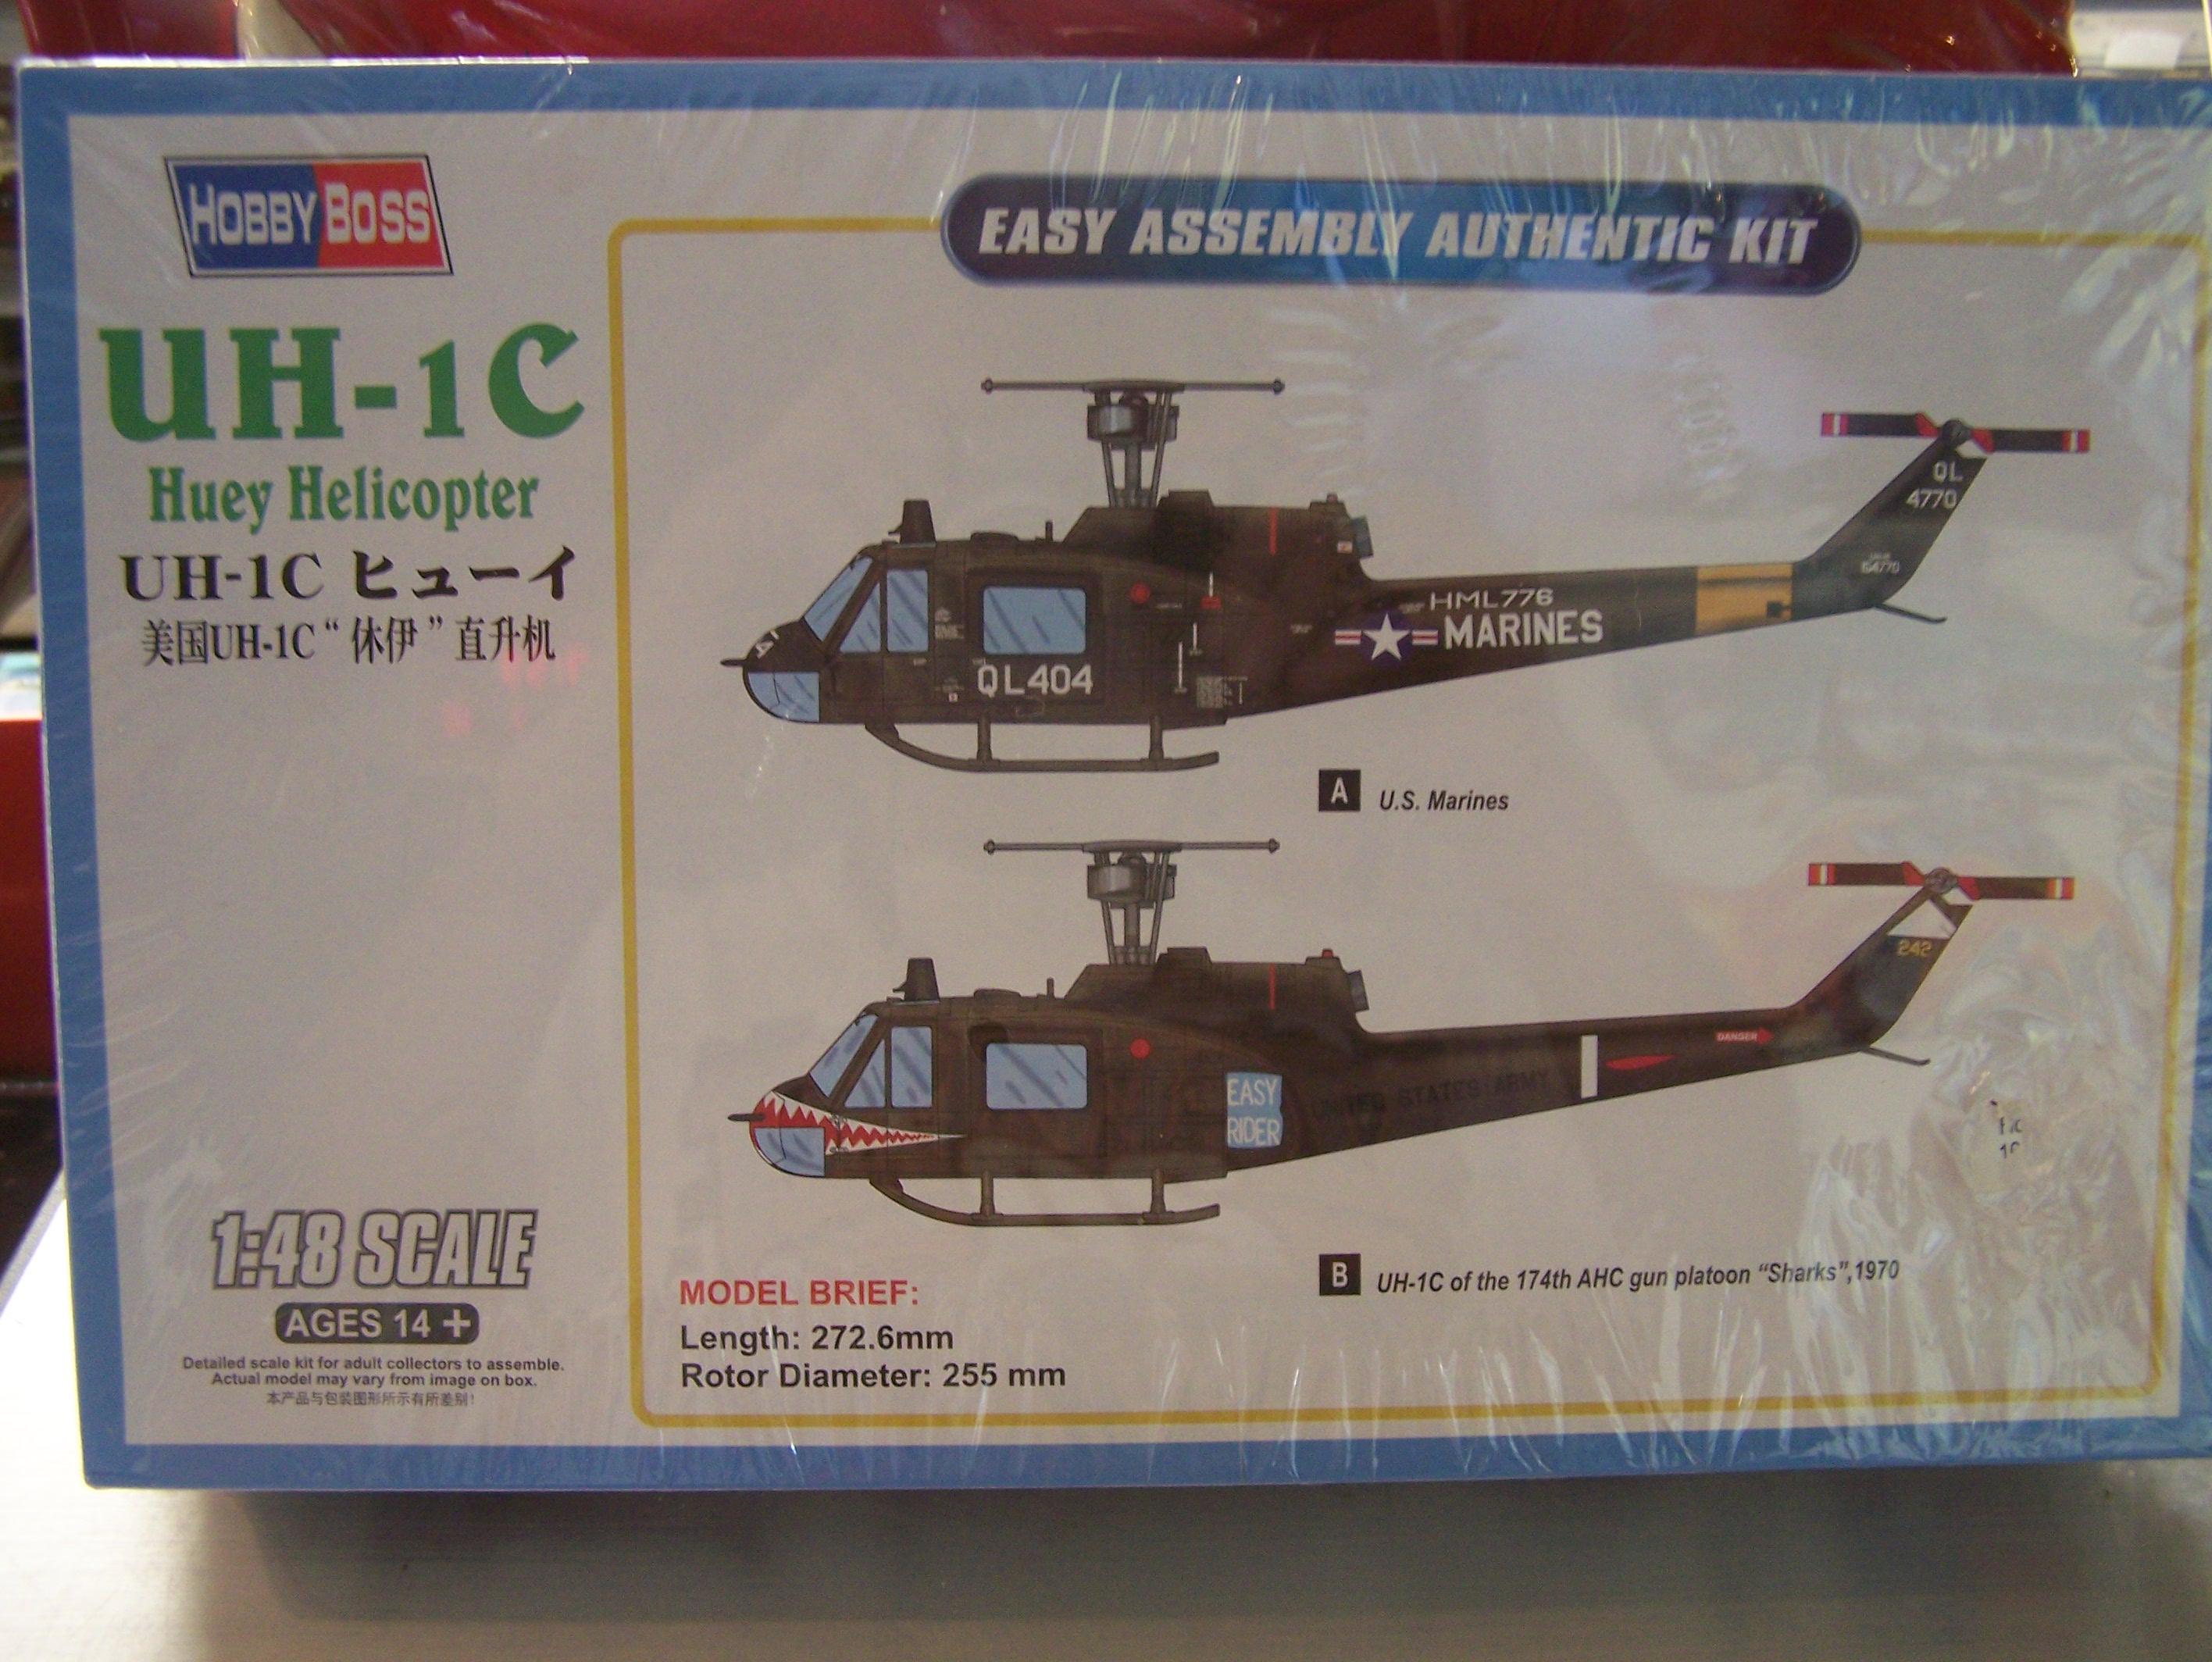 HOBBY BOSS
EASY ASSEMBLY AUTHENTIC KIT
UH-1C
Huey Helicopter
UH-1C ヒューイ
美国UH-1C“休伊”直升机
QL
4770
154770
HML776
MARINES
14
QL404
A U.S. Marines
242
DANGER
EASY
RIDER
UNITED STATES ARMY
B UH-1C of the 174th AHC gun platoon “Sharks”,1970
1:48 SCALE
AGES 14 +
Detailed scale kit for adult collectors to assemble.
Actual model may vary from image on box.
本产品与包装图形所示有所差别!
MODEL BRIEF:
Length: 272.6mm
Rotor Diameter: 255 mm